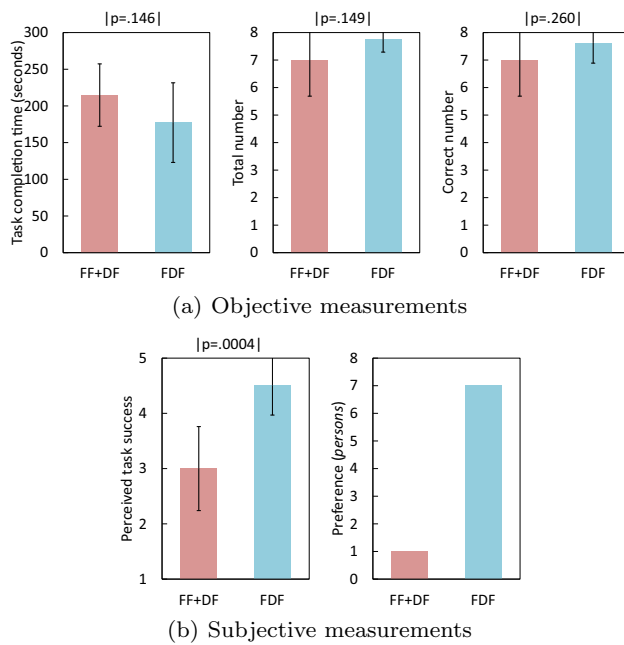 |p=.146|
|p=.149|
|p=.260|
Task completion time (seconds)
300
250
200
150
100
50
0
FF+DF FDF
Total number
8
7
6
5
4
3
2
1
0
FF+DF FDF
Correct number
8
7
6
5
4
3
2
1
0
FF+DF FDF
(a) Objective measurements
|p=.0004|
Perceived task success
5
4
3
2
1
FF+DF FDF
Preference (persons)
8
7
6
5
4
3
2
1
0
FF+DF FDF
(b) Subjective measurements